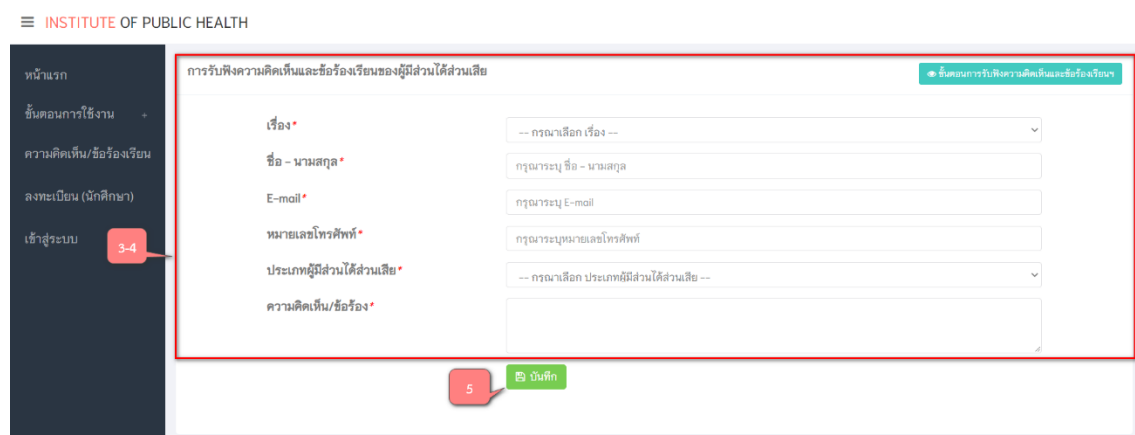 ≡ INSTITUTE OF PUBLIC HEALTH
หน้าแรก
ขั้นตอนการใช้งาน +
ความคิดเห็น/ข้อร้องเรียน
ลงทะเบียน (นักศึกษา)
เข้าสู่ระบบ
3-4
การรับฟังความคิดเห็นและข้อร้องเรียนของผู้มีส่วนได้ส่วนเสีย
ขั้นตอนการรับฟังความคิดเห็นและข้อร้องเรียนฯ
เรื่อง* -- กรุณาเลือก เรื่อง --
ชื่อ - นามสกุล* กรุณาระบุ ชื่อ - นามสกุล
E-mail* กรุณาระบุ E-mail
หมายเลขโทรศัพท์* กรุณาระบุหมายเลขโทรศัพท์
ประเภทผู้มีส่วนได้ส่วนเสีย* -- กรุณาเลือก ประเภทผู้มีส่วนได้ส่วนเสีย --
ความคิดเห็น/ข้อร้อง*
บันทึก
5